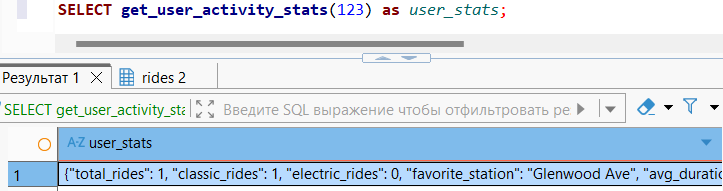 SELECT get_user_activity_stats(123) as user_stats;
Результат 1
rides 2
SELECT get_user_activity_sta
Введите SQL выражение чтобы отфильтровать рез
A-Z user_stats
1 {"total_rides": 1, "classic_rides": 1, "electric_rides": 0, "favorite_station": "Glenwood Ave", "avg_duratio